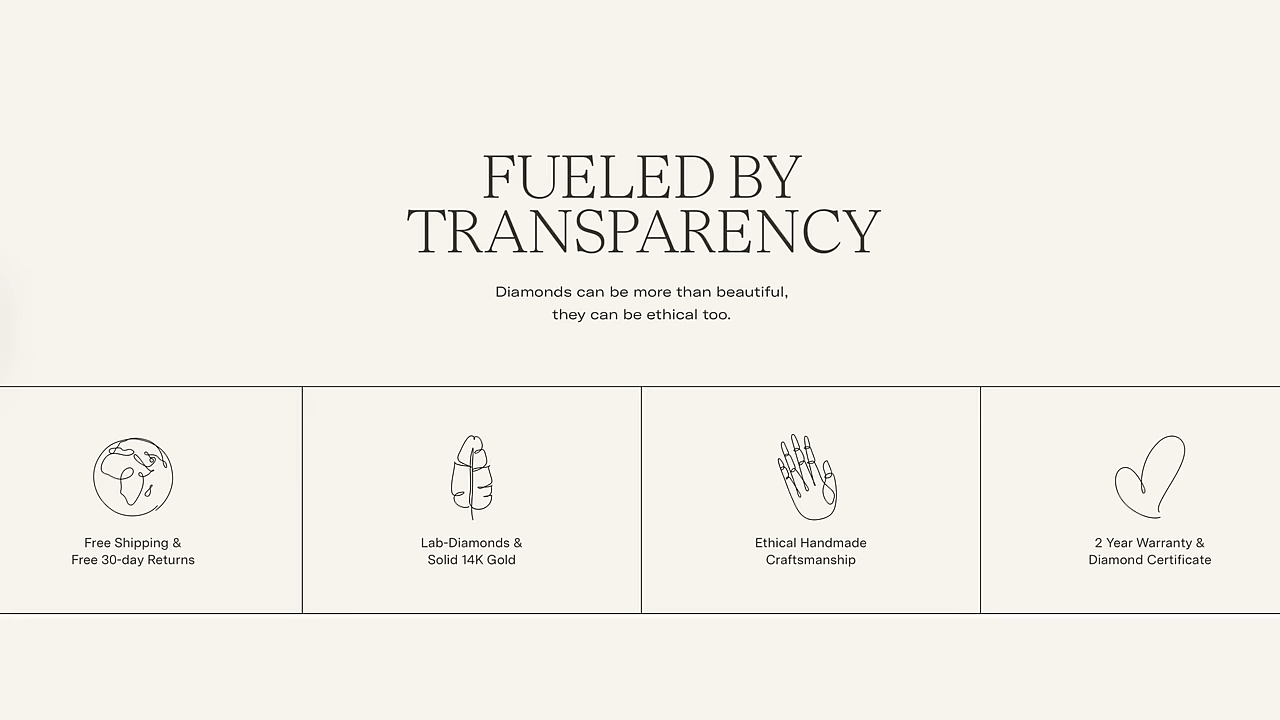 FUELED BY
TRANSPARENCY
Diamonds can be more than beautiful,
they can be ethical too.
Free Shipping &
Free 30-day Returns
Lab-Diamonds &
Solid 14K Gold
Ethical Handmade
Craftsmanship
2 Year Warranty &
Diamond Certificate